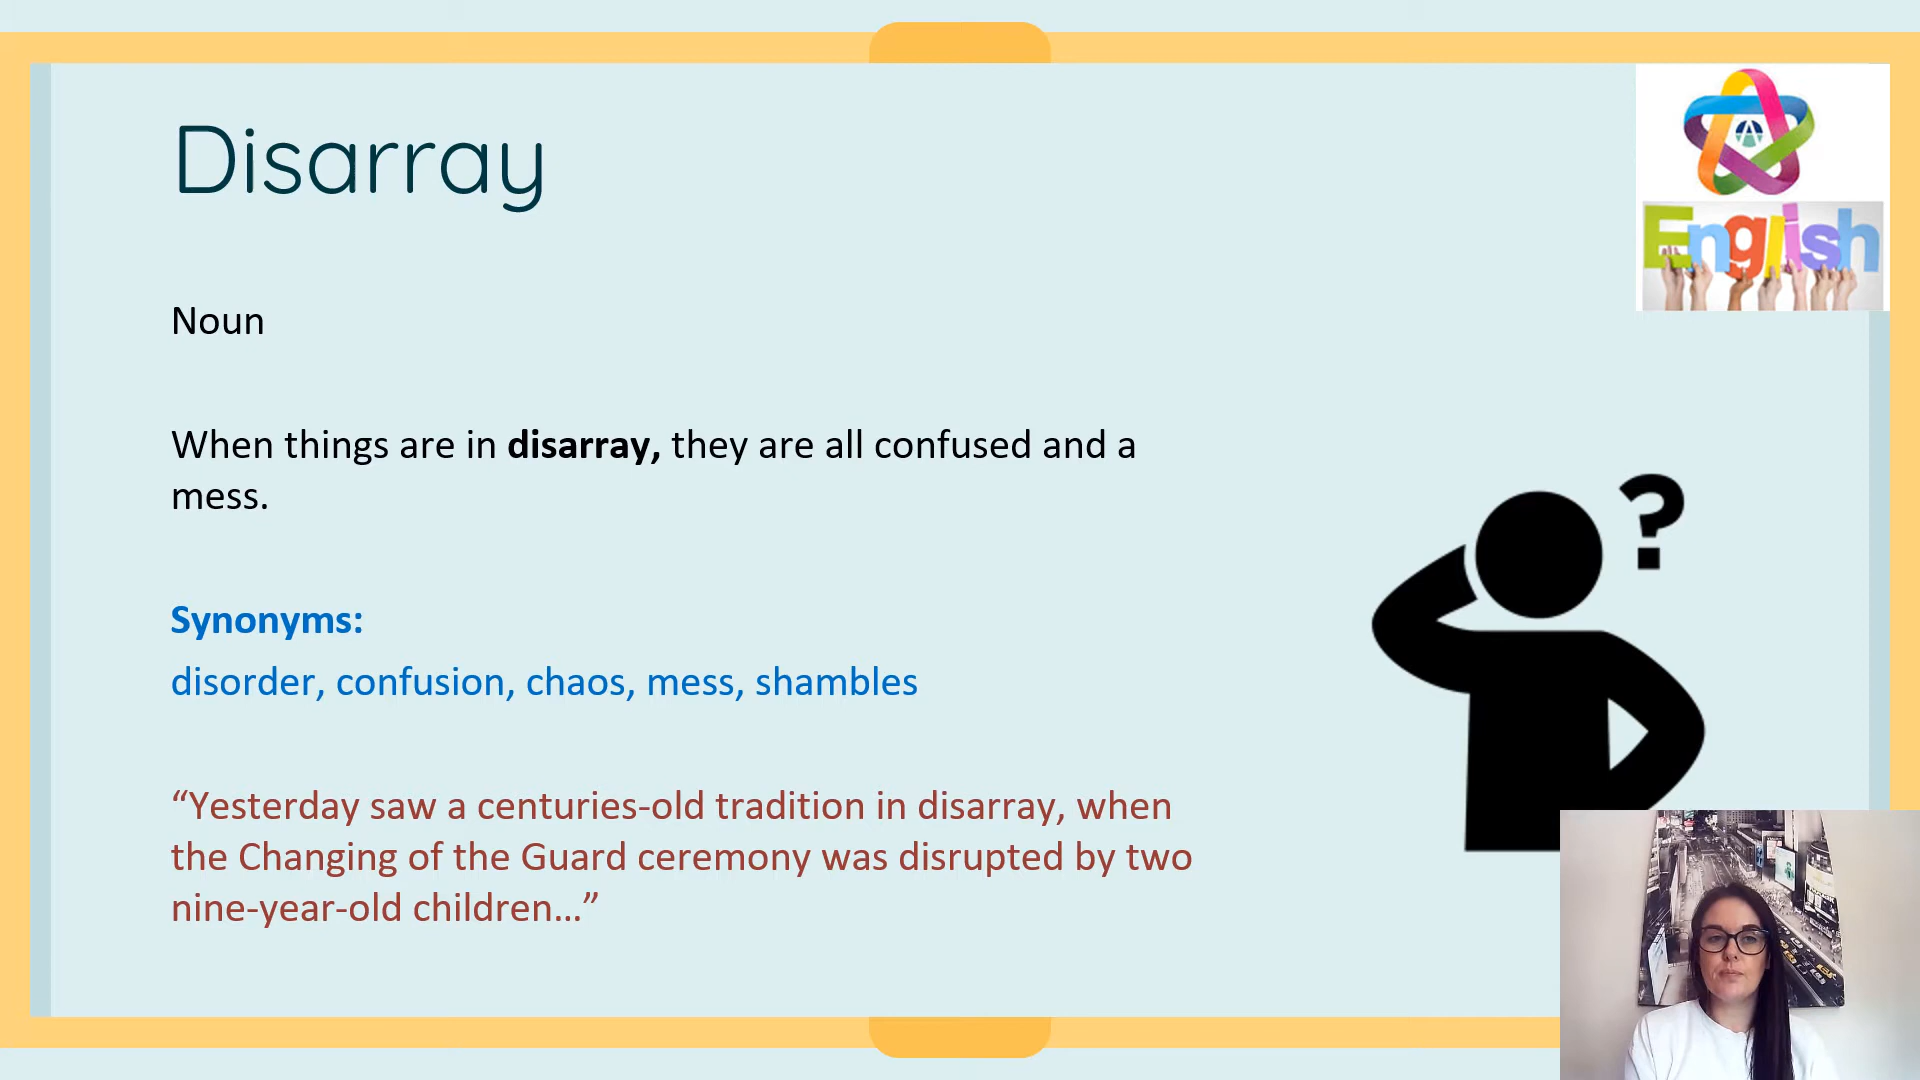 Disarray
English
Noun
When things are in disarray, they are all confused and a
mess.
?
Synonyms:
disorder, confusion, chaos, mess, shambles
“Yesterday saw a centuries-old tradition in disarray, when
the Changing of the Guard ceremony was disrupted by two
nine-year-old children…”